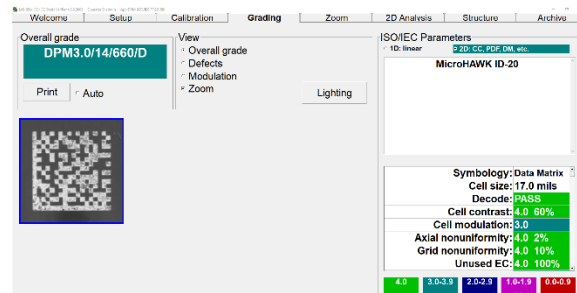 Welcome Setup Calibration Grading Zoom 2D Analysis Structure Archive
Overall grade
DPM3.0/14/660/D
Print Auto
View
Overall grade
Defects
Modulation
Zoom
Lighting
ISO/IEC Parameters
1D: linear 2D: CC, PDF, DM, etc.
MicroHAWK ID-20
Symbology: Data Matrix
Cell size: 17.0 mils
Decode: PASS
Cell contrast: 4.0 60%
Cell modulation: 3.0
Axial nonuniformity: 4.0 2%
Grid nonuniformity: 4.0 10%
Unused EC: 4.0 100%
4.0 3.0-3.9 2.0-2.9 1.0-1.9 0.0-0.9